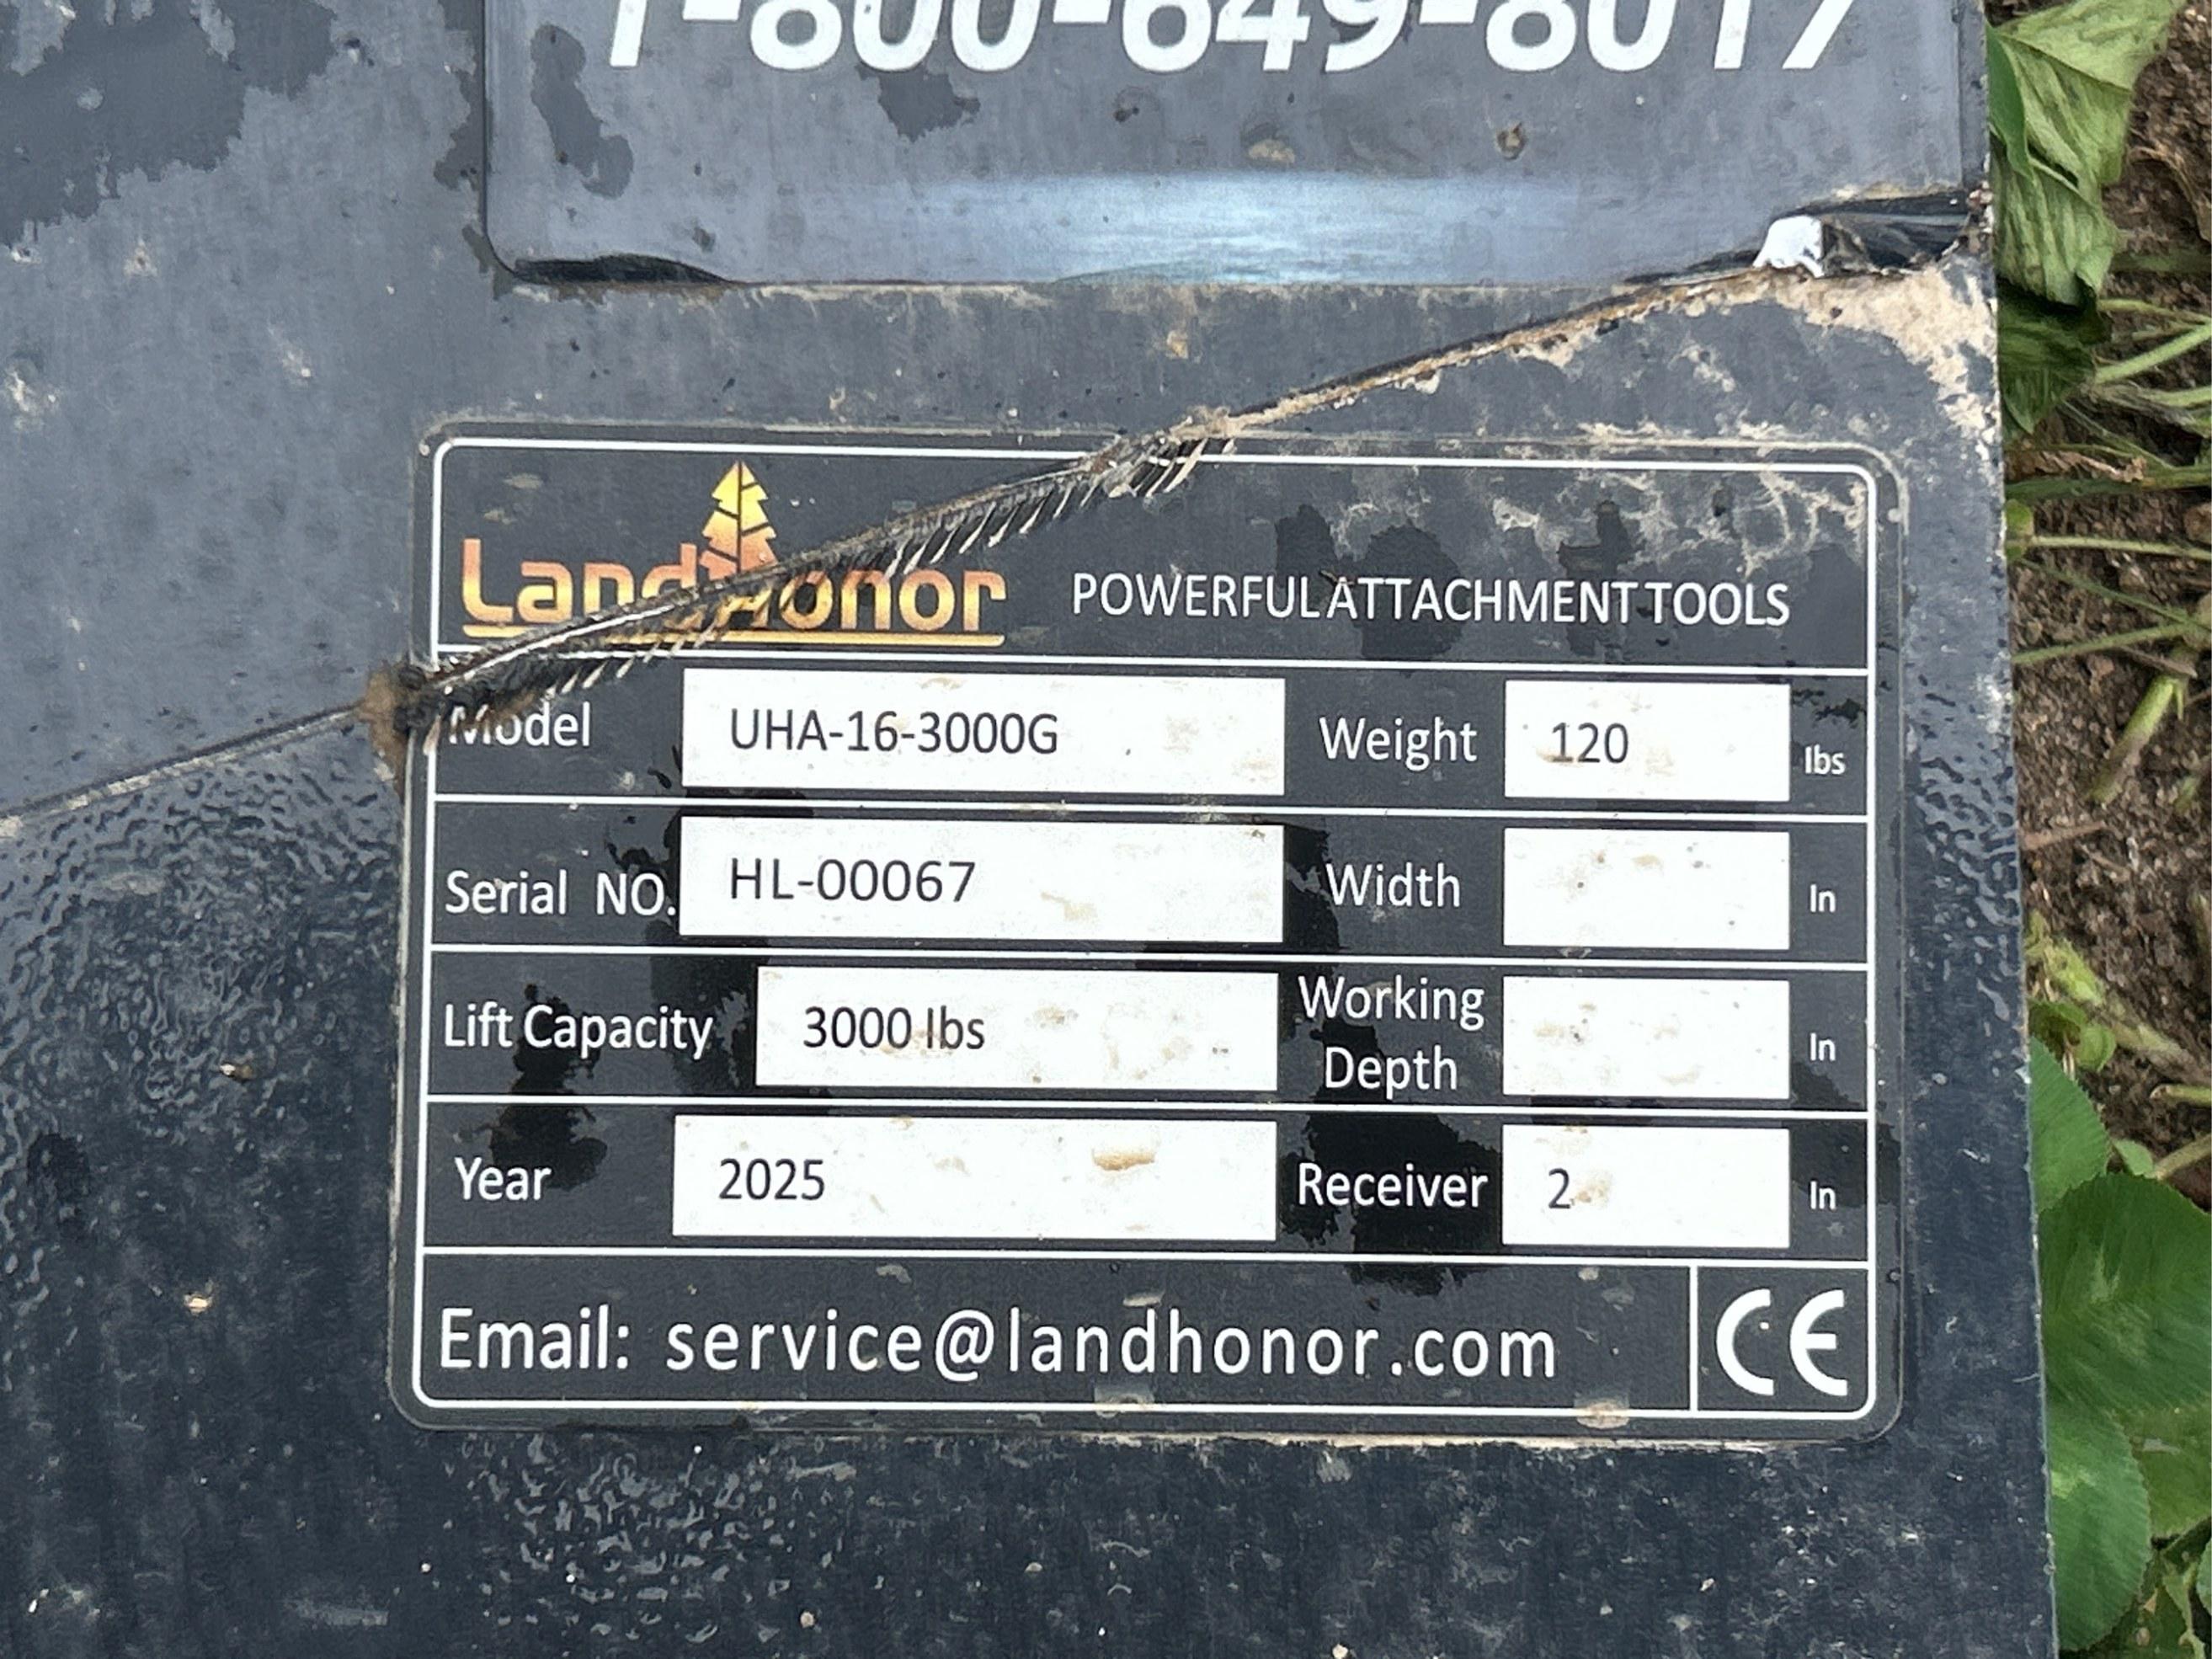 1-800-649-8017
LandHonor POWERFUL ATTACHMENT TOOLS
Model UHA-16-3000G Weight 120 lbs
Serial NO. HL-00067 Width In
Lift Capacity 3000 lbs Working Depth In
Year 2025 Receiver 2 In
Email: service@landhonor.com CE